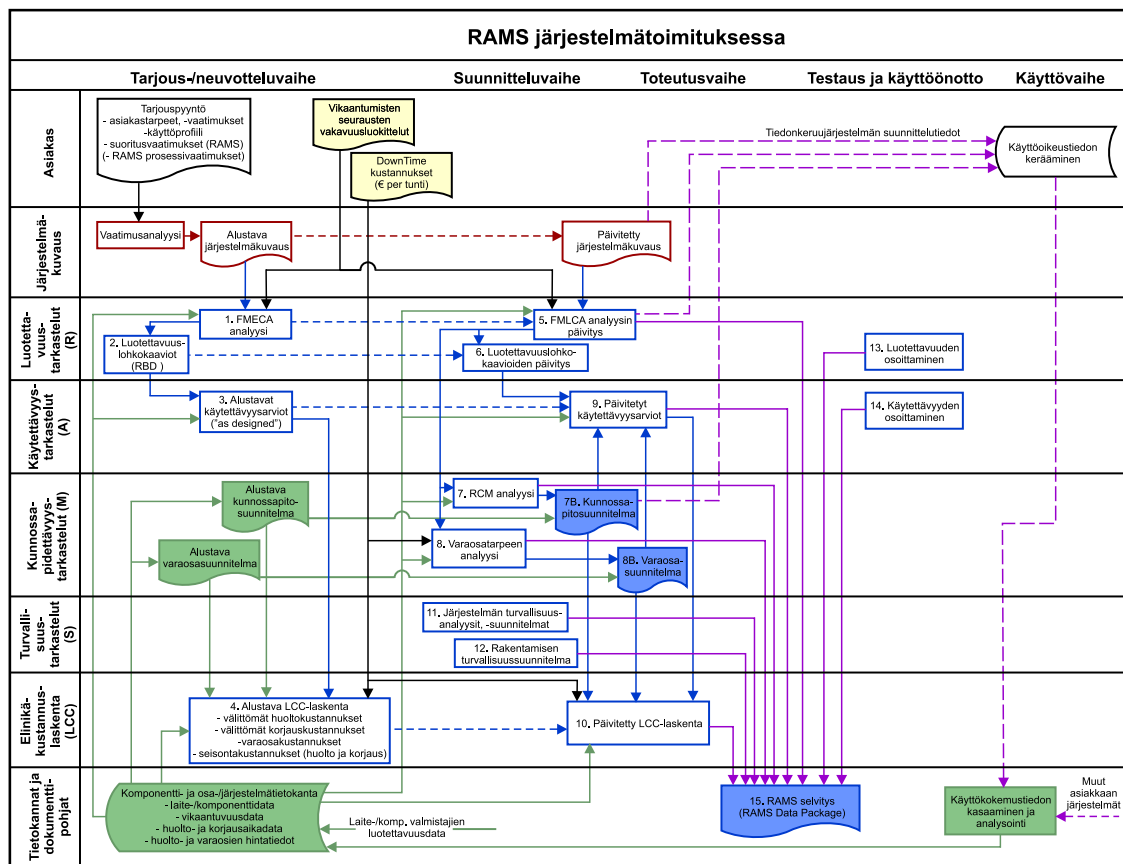 RAMS järjestelmätoimituksessa
Tarjous-/neuvotteluvaihe
Suunnitteluvaihe
Toteutusvaihe
Testaus ja käyttöönotto
Käyttövaihe
Asiakas
Tarjouspyyntö
- asiakastarpeet, -vaatimukset
-käyttöprofiili
- suoritusvaatimukset (RAMS)
(- RAMS prosessivaatimukset)
Vikaantumisten
seurausten
vakavuusluokittelut
DownTime
kustannukset
(€ per tunti)
Tiedonkeruujärjestelmän suunnittelutiedot
Käyttöoikeustiedon
kerääminen
Järjestelmä-
kuvaus
Vaatimusanalyysi
Alustava
järjestelmäkuvaus
Päivitetty
järjestelmäkuvaus
Luotetta-
vuus-
tarkastelut
(R)
1. FMECA
analyysi
2. Luotettavuus-
lohkokaaviot
(RBD )
5. FMLCA analyysin
päivitys
6. Luotettavuuslohko-
kaavioiden päivitys
13. Luotettavuuden
osoittaminen
Käytettävyys-
tarkastelut
(A)
3. Alustavat
käytettävyysarviot
("as designed")
9. Päivitetyt
käytettävyysarviot
14. Käytettävyyden
osoittaminen
Kunnossa-
pidettävyys-
tarkastelut (M)
Alustava
kunnossapito-
suunnitelma
Alustava
varaosasuunnitelma
7. RCM analyysi
7B. Kunnossa-
pitosuunnitelma
8. Varaosatarpeen
analyysi
8B. Varaosa-
suunnitelma
Turvalli-
suus-
tarkastelut (S)
11. Järjestelmän turvallisuus-
analyysit, -suunnitelmat
12. Rakentamisen
turvallisuussuunnitelma
Elinikä-
kustannus-
laskenta
(LCC)
4. Alustava LCC-laskenta
- välittömät huoltokustannukset
- välittömät korjauskustannukset
-varaosakustannukset
- seisontakustannukset (huolto ja korjaus)
10. Päivitetty LCC-laskenta
Tietokannat ja
dokumentti-
pohjat
Komponentti- ja osa-/järjestelmätietokanta
- laite-/komponenttidata
- vikaantuvuusdata
- huolto- ja korjausaikadata
- huolto- ja varaosien hintatiedot
Laite-/komp. valmistajien
luotettavuusdata
15. RAMS selvitys
(RAMS Data Package)
Käyttökokemustiedon
kasaaminen ja
analysointi
Muut
asiakkaan
järjestelmät